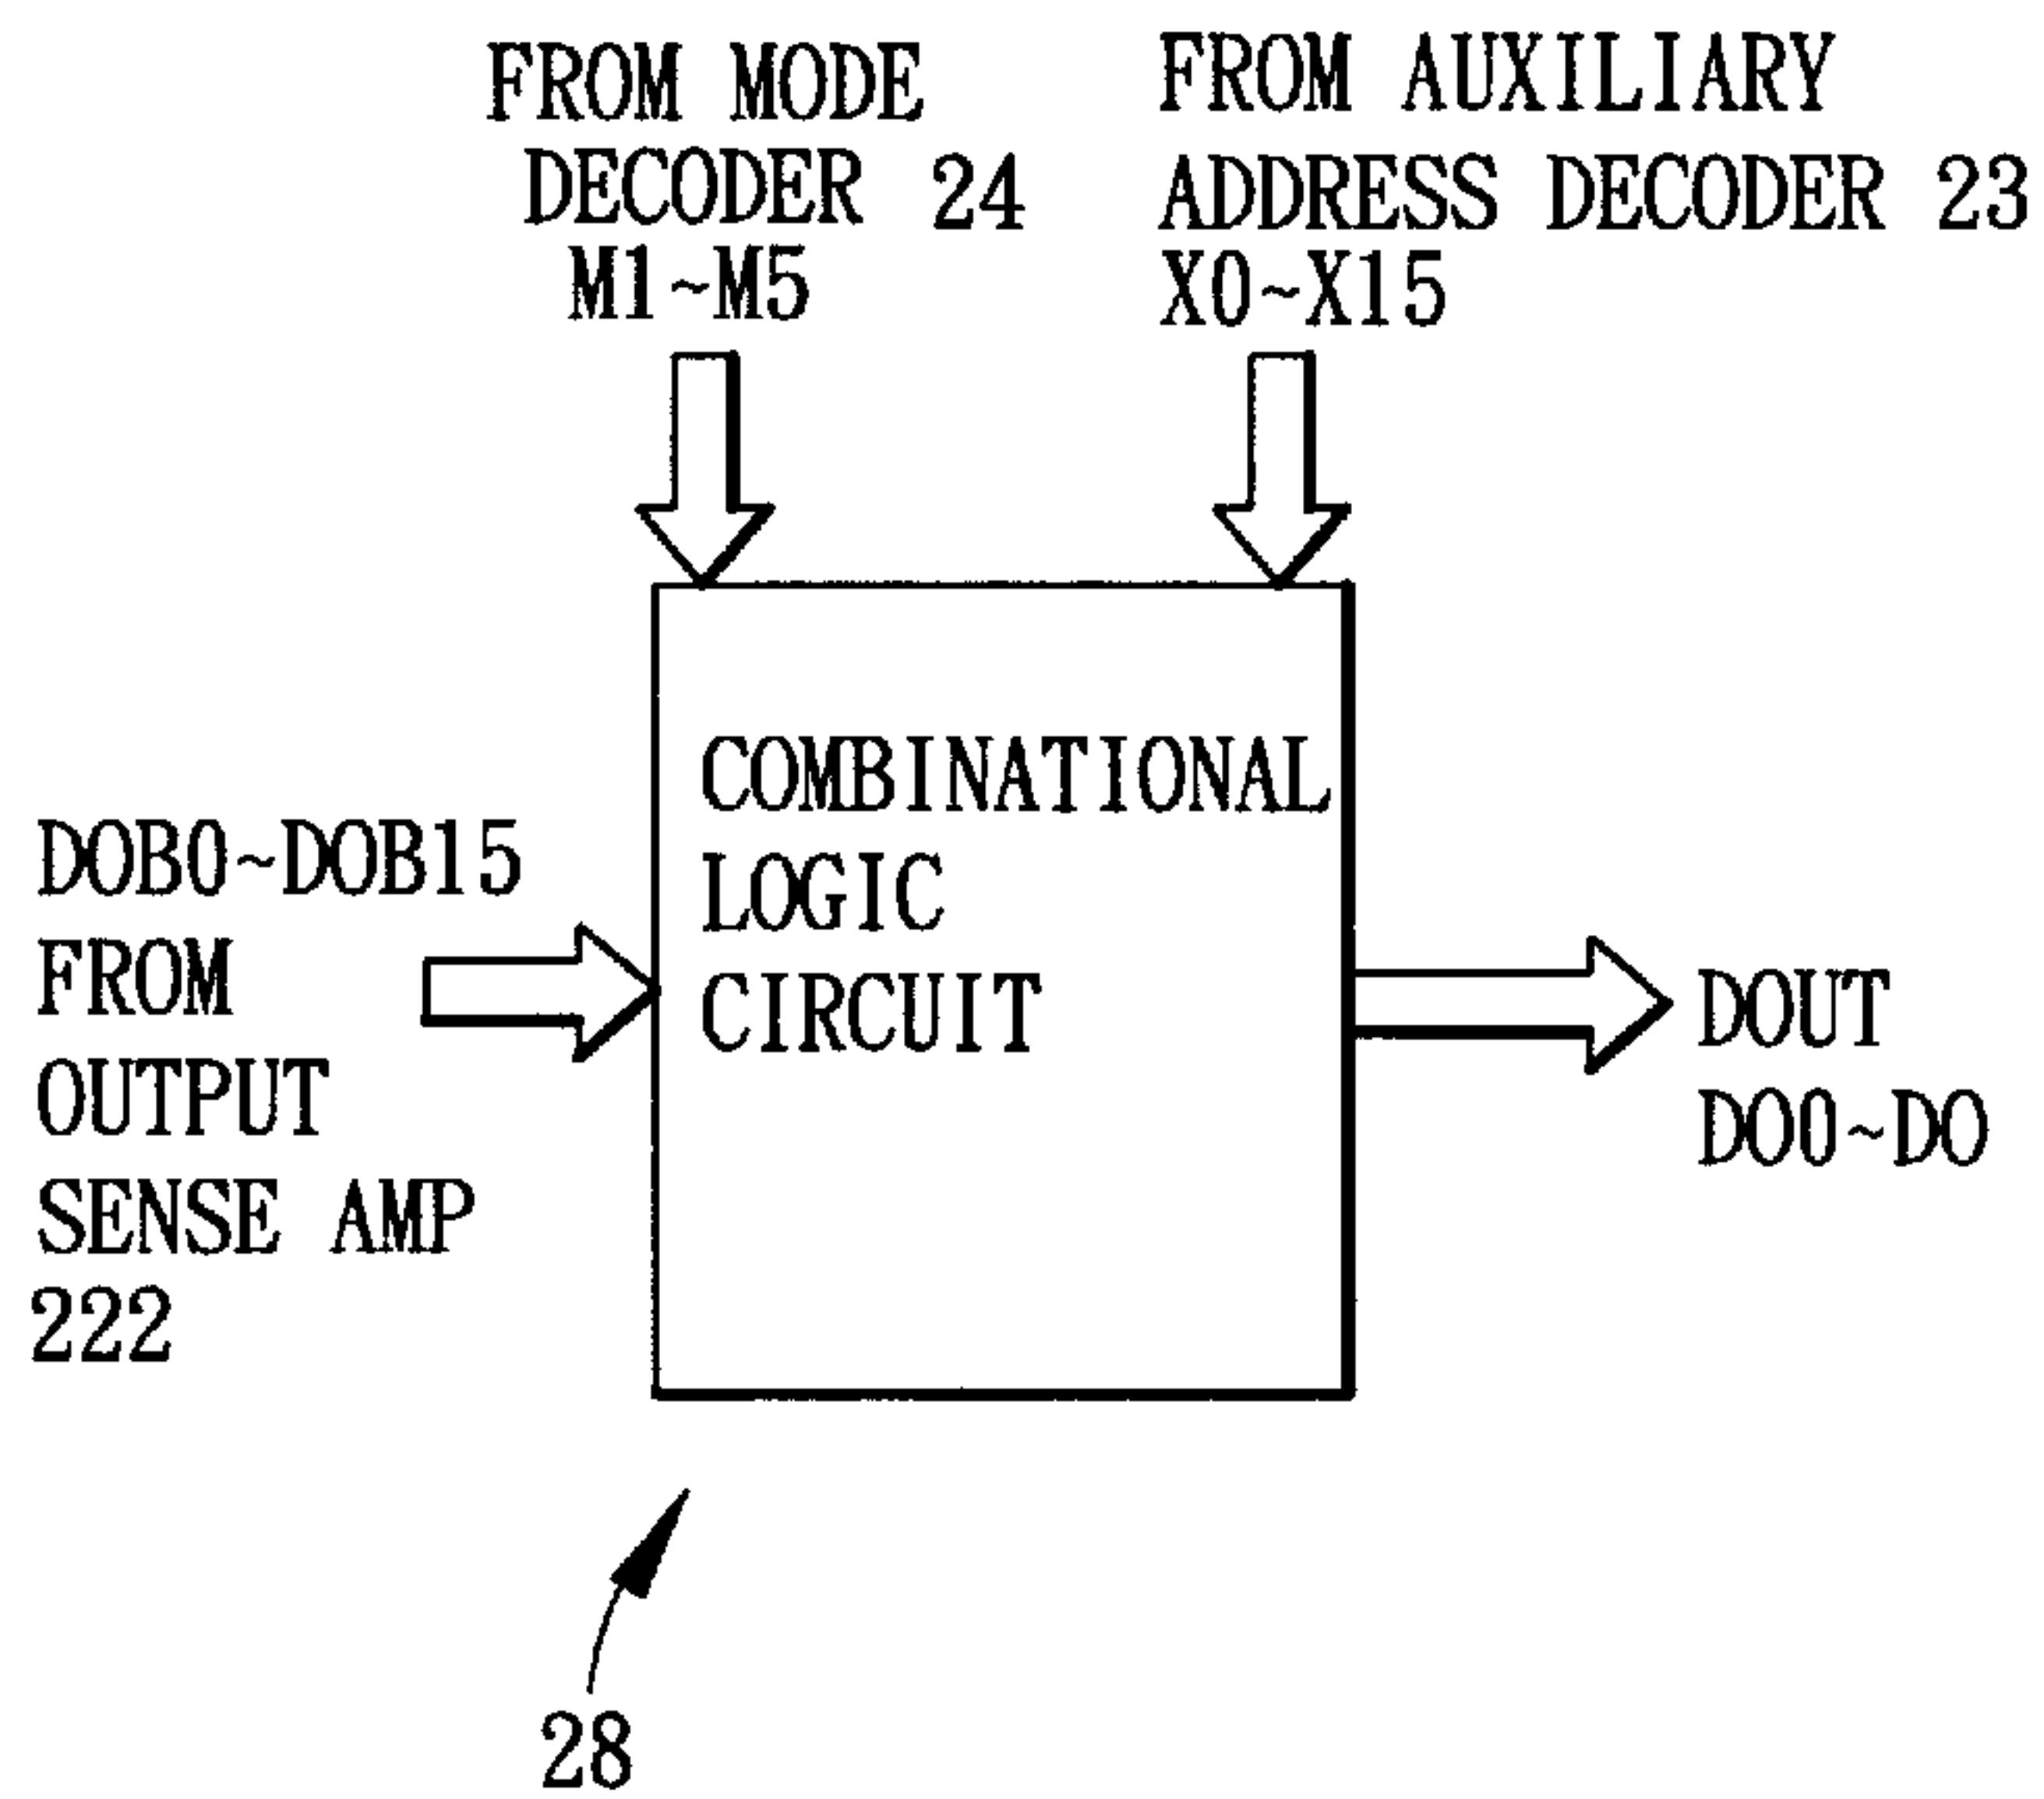 FROM MODE
DECODER 24
M1~M5
FROM AUXILIARY
ADDRESS DECODER 23
X0~X15
COMBINATIONAL
LOGIC
CIRCUIT
DOB0~DOB15
FROM
OUTPUT
SENSE AMP
222
DOUT
DO0~DO
28